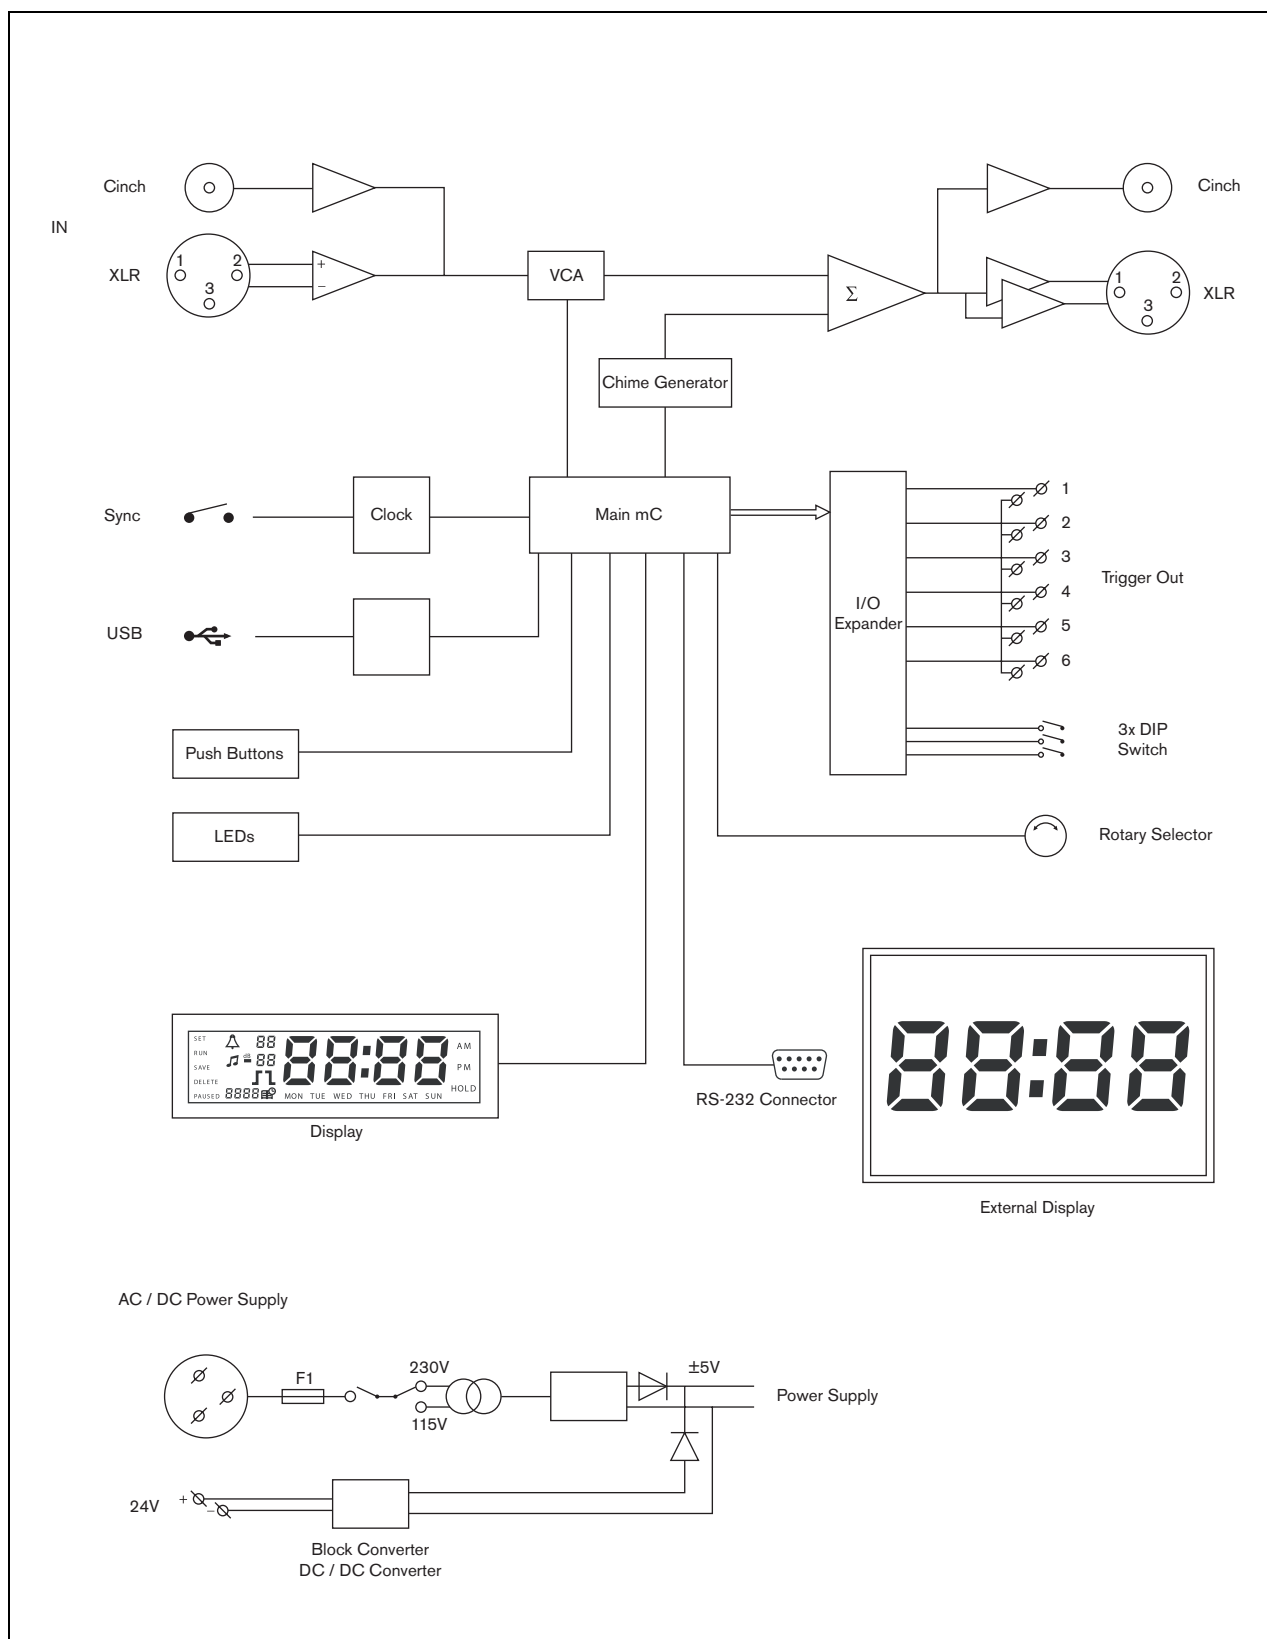 Cinch
Cinch
IN
XLR
1
2
3
+
−
VCA
Σ
1
2
3
XLR
Chime Generator
Sync
Clock
Main mC
I/O
Expander
1
2
3
4
5
6
Trigger Out
USB
Push Buttons
3x DIP
Switch
LEDs
Rotary Selector
SET
RUN
SAVE
DELETE
PAUSED
88
dB
88
8888
88:88
AM
PM
HOLD
MON TUE WED THU FRI SAT SUN
Display
RS-232 Connector
88:88
External Display
AC / DC Power Supply
F1
230V
115V
±5V
Power Supply
24V
+
−
Block Converter
DC / DC Converter